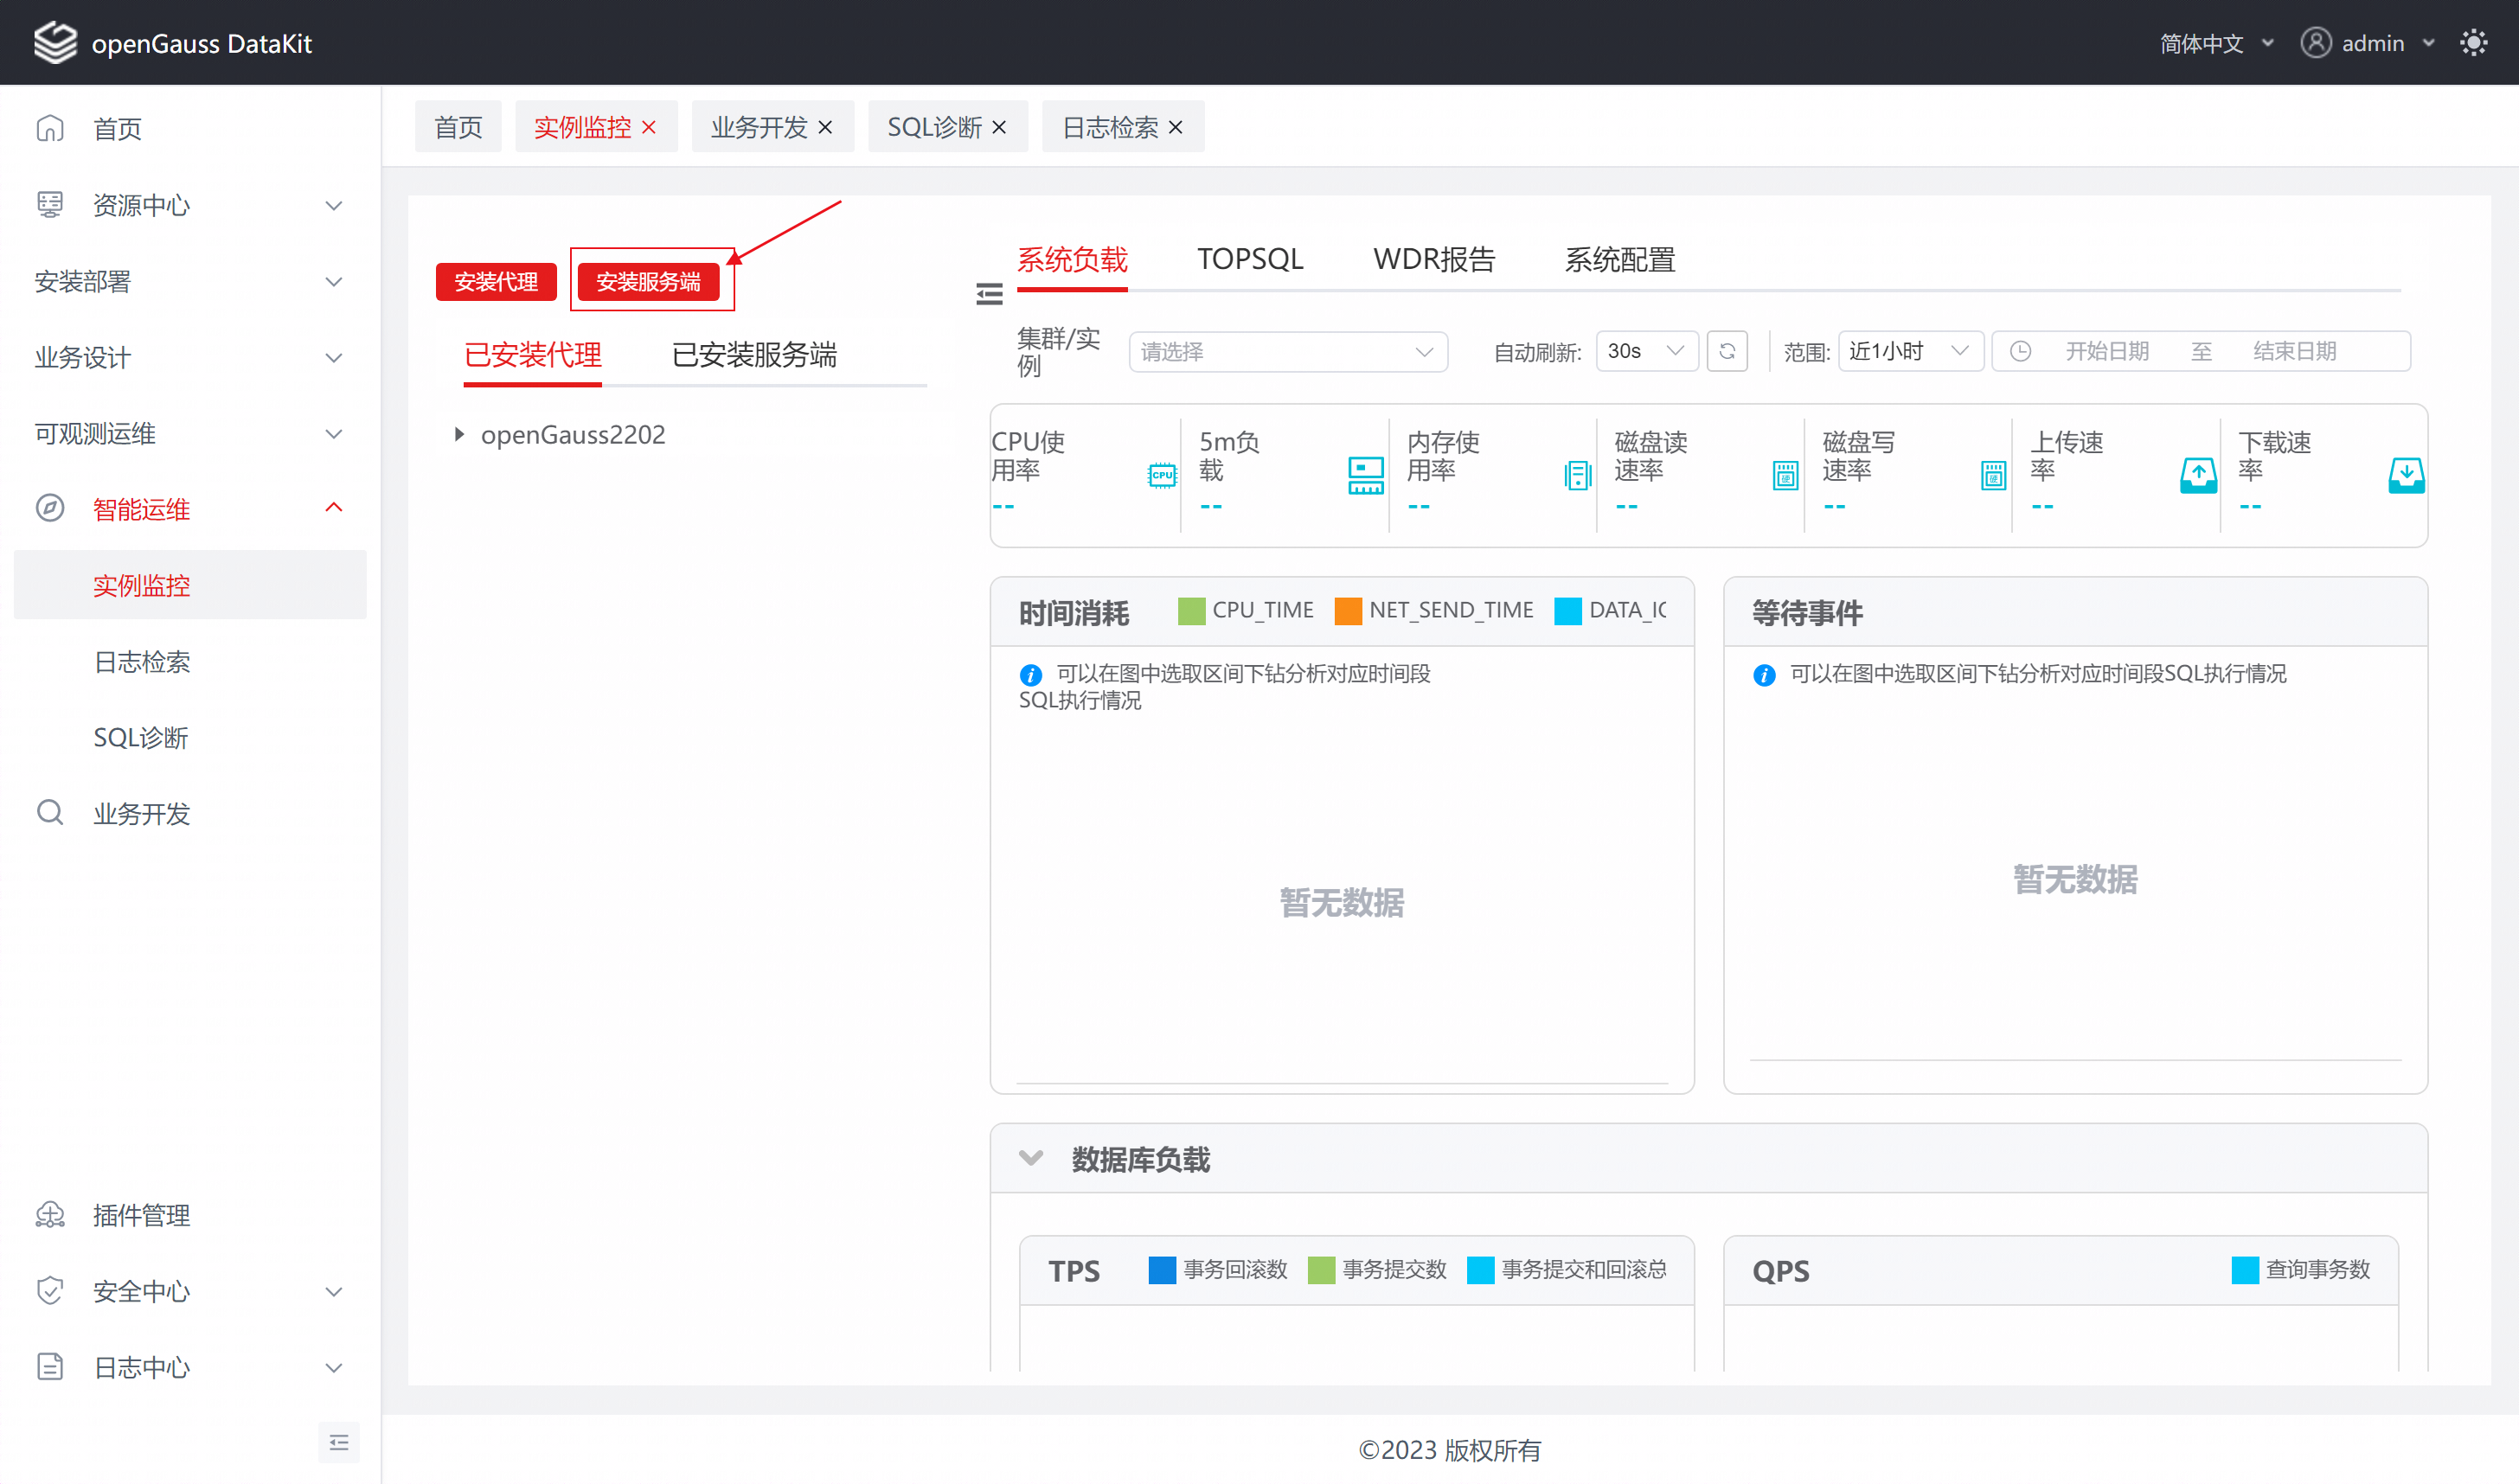 openGauss DataKit
简体中文
admin
首页
资源中心
安装部署
业务设计
可观测运维
智能运维
实例监控
日志检索
SQL诊断
业务开发
插件管理
安全中心
日志中心
首页
实例监控
业务开发
SQL诊断
日志检索
安装代理
安装服务端
已安装代理
已安装服务端
openGauss2202
系统负载
TOPSQL
WDR报告
系统配置
集群/实
例
请选择
自动刷新:
30s
范围:
近1小时
开始日期
至
结束日期
CPU使
用率
CPU
--
5m负
载
--
内存使
用率
--
磁盘读
速率
硬
--
磁盘写
速率
硬
--
上传速
率
--
下载速
率
--
时间消耗
CPU_TIME
NET_SEND_TIME
DATA_IO
可以在图中选取区间下钻分析对应时间段
SQL执行情况
暂无数据
等待事件
可以在图中选取区间下钻分析对应时间段SQL执行情况
暂无数据
数据库负载
TPS
事务回滚数
事务提交数
事务提交和回滚总
QPS
查询事务数
©2023 版权所有